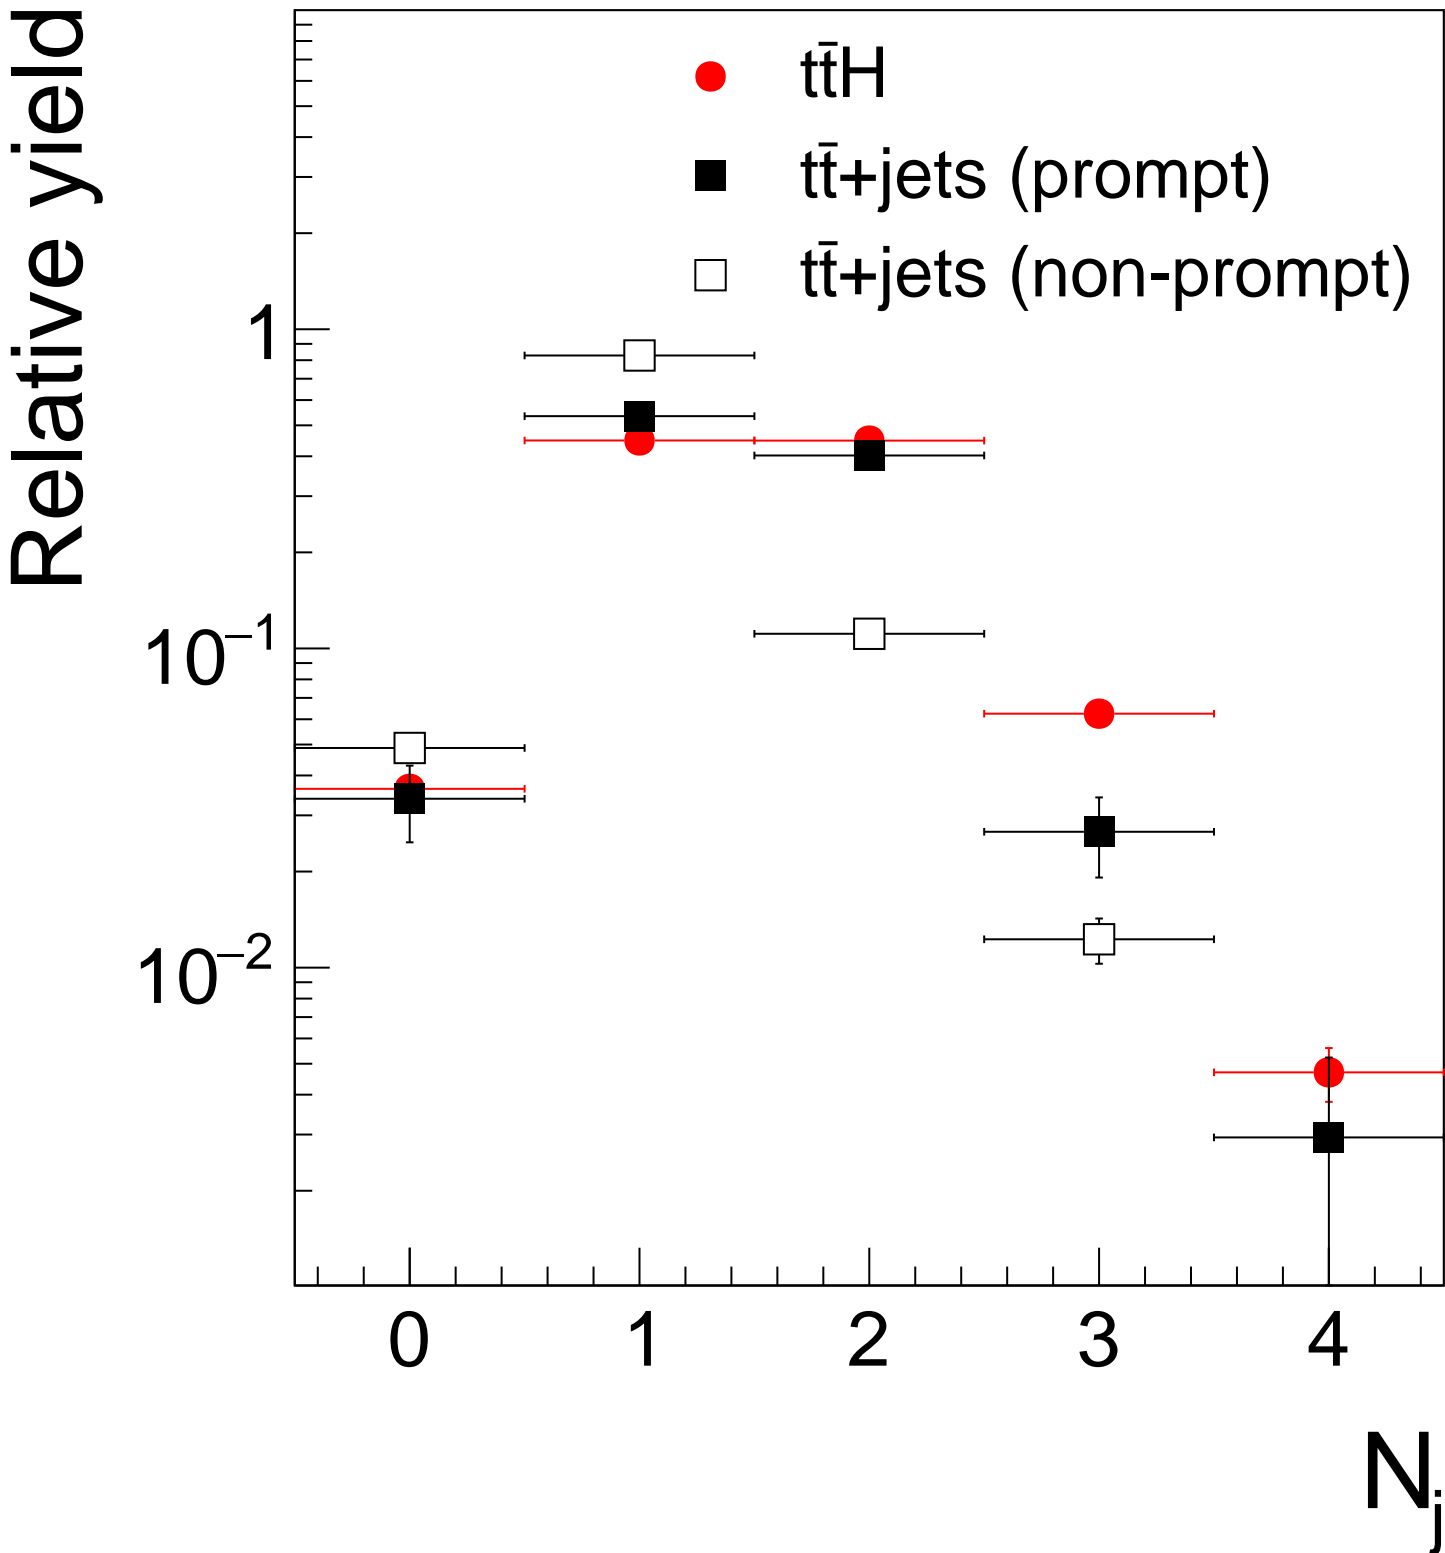 Relative yield
tt̄H
tt̄+jets (prompt)
tt̄+jets (non-prompt)
1
10⁻¹
10⁻²
0 1 2 3 4
Nⱼ